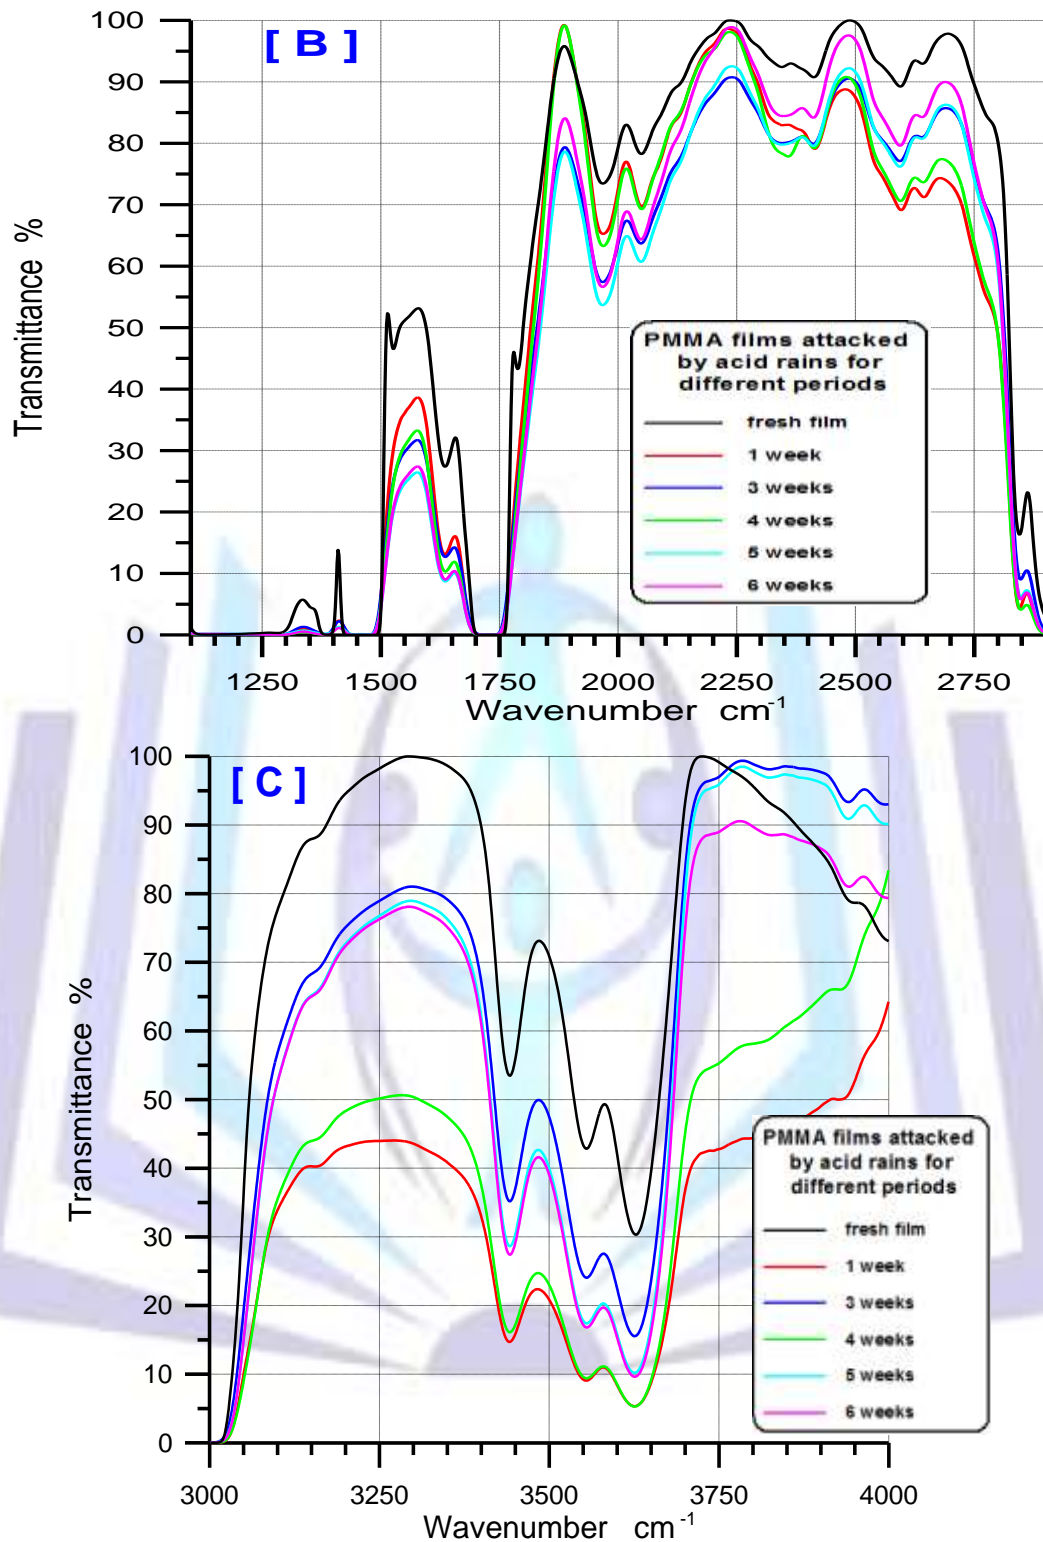 [ B ]
100
90
80
70
60
50
40
30
20
10
0
Transmittance %
PMMA films attacked
by acid rains for
different periods
fresh film
1 week
3 weeks
4 weeks
5 weeks
6 weeks
1250 1500 1750 2000 2250 2500 2750
Wavenumber cm-1
[ C ]
100
90
80
70
60
50
40
30
20
10
0
Transmittance %
PMMA films attacked
by acid rains for
different periods
fresh film
1 week
3 weeks
4 weeks
5 weeks
6 weeks
3000 3250 3500 3750 4000
Wavenumber cm-1